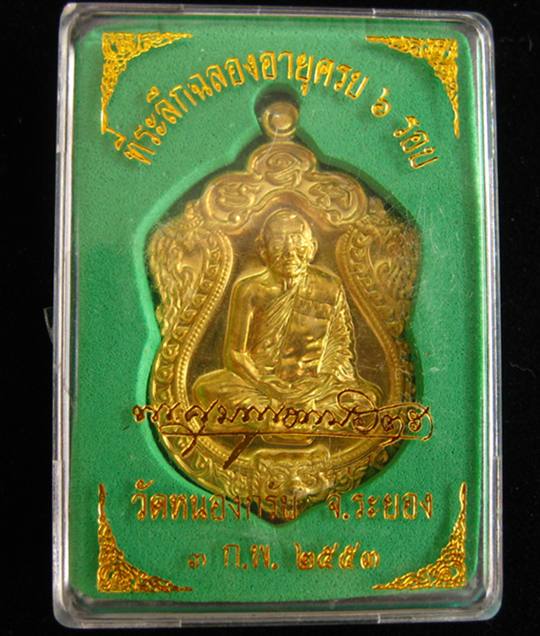 ที่ระลึกฉลองอายุครบ ๖ รอบ
วัดหนองกรับ จ.ระยอง
๓ ก.พ. ๒๕๕๓